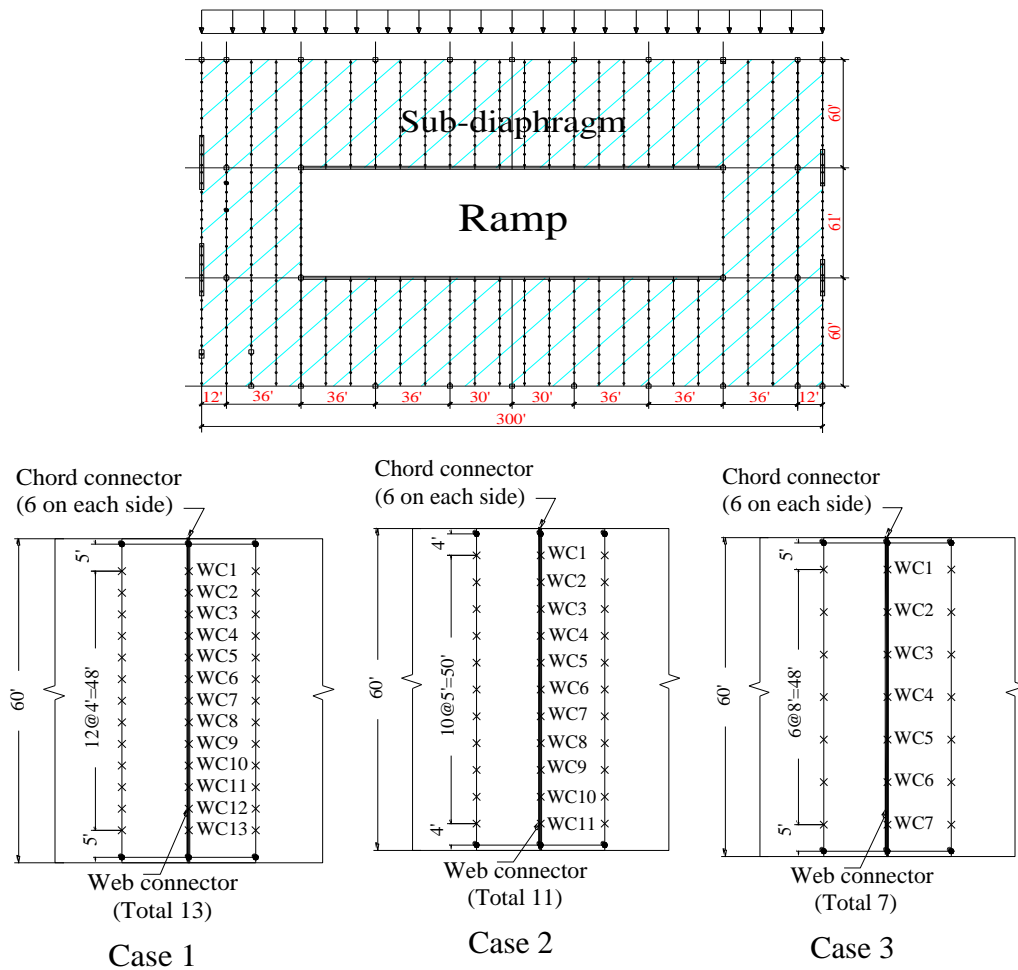 Sub-diaphragm
60'
Ramp
61'
60'
12' 36' 36' 36' 30' 30' 36' 36' 36' 12'
300'
Chord connector
(6 on each side)
5'
60'
12@4'=48'
5'
WC1
WC2
WC3
WC4
WC5
WC6
WC7
WC8
WC9
WC10
WC11
WC12
WC13
Web connector
(Total 13)
Case 1
Chord connector
(6 on each side)
4'
60'
10@5'=50'
4'
WC1
WC2
WC3
WC4
WC5
WC6
WC7
WC8
WC9
WC10
WC11
Web connector
(Total 11)
Case 2
Chord connector
(6 on each side)
5'
60'
6@8'=48'
5'
WC1
WC2
WC3
WC4
WC5
WC6
WC7
Web connector
(Total 7)
Case 3